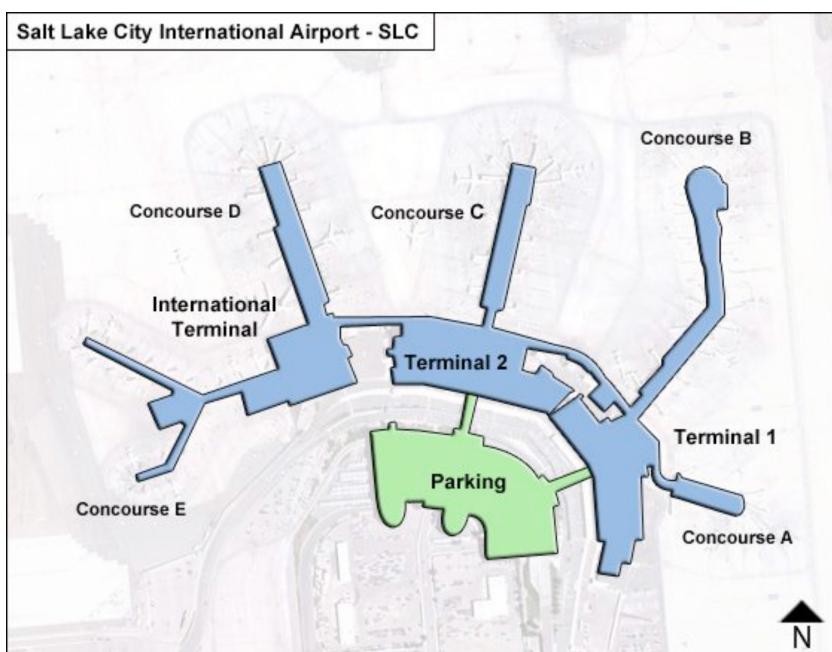 Salt Lake City International Airport - SLC
Concourse B
Concourse D
Concourse C
International
Terminal
Terminal 2
Terminal 1
Parking
Concourse E
Concourse A
N